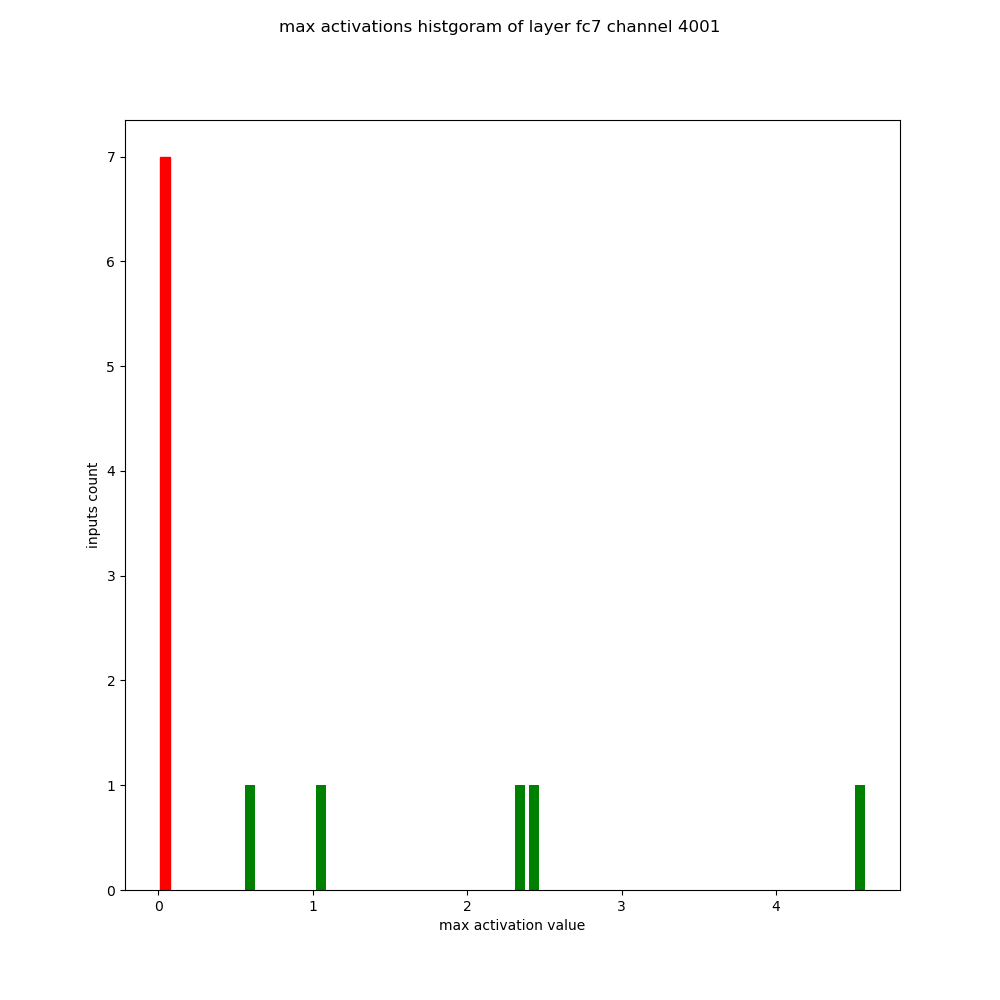 max activations histgoram of layer fc7 channel 4001
7
6
5
4
3
2
1
0
inputs count
0 1 2 3 4
max activation value